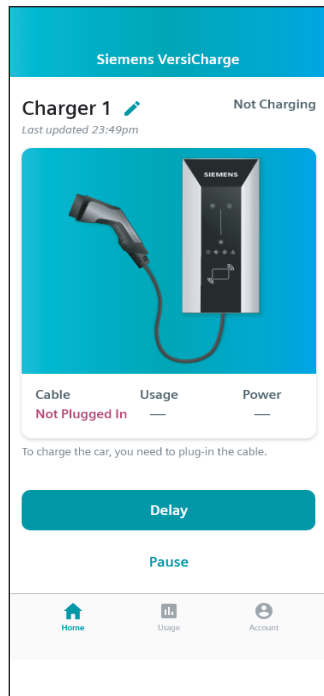 Siemens VersiCharge
Charger 1
Not Charging
Last updated 23:49pm
SIEMENS
Cable Usage Power
Not Plugged In — —
To charge the car, you need to plug-in the cable.
Delay
Pause
Home Usage Account